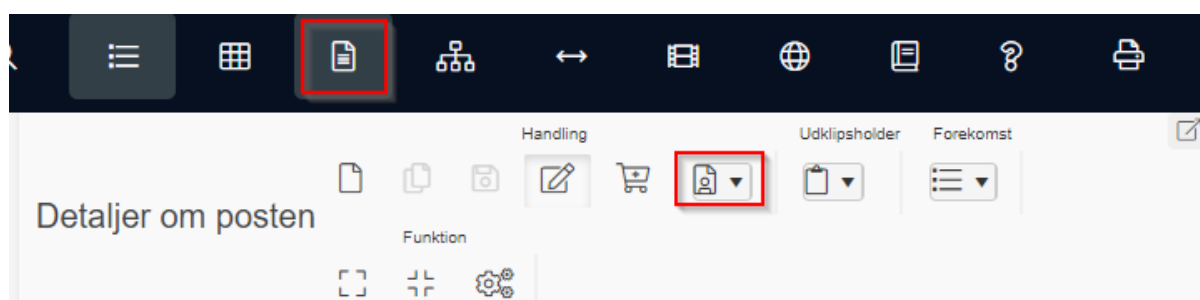 Handling
Udklipsholder
Forekomst
Detaljer om posten
Funktion